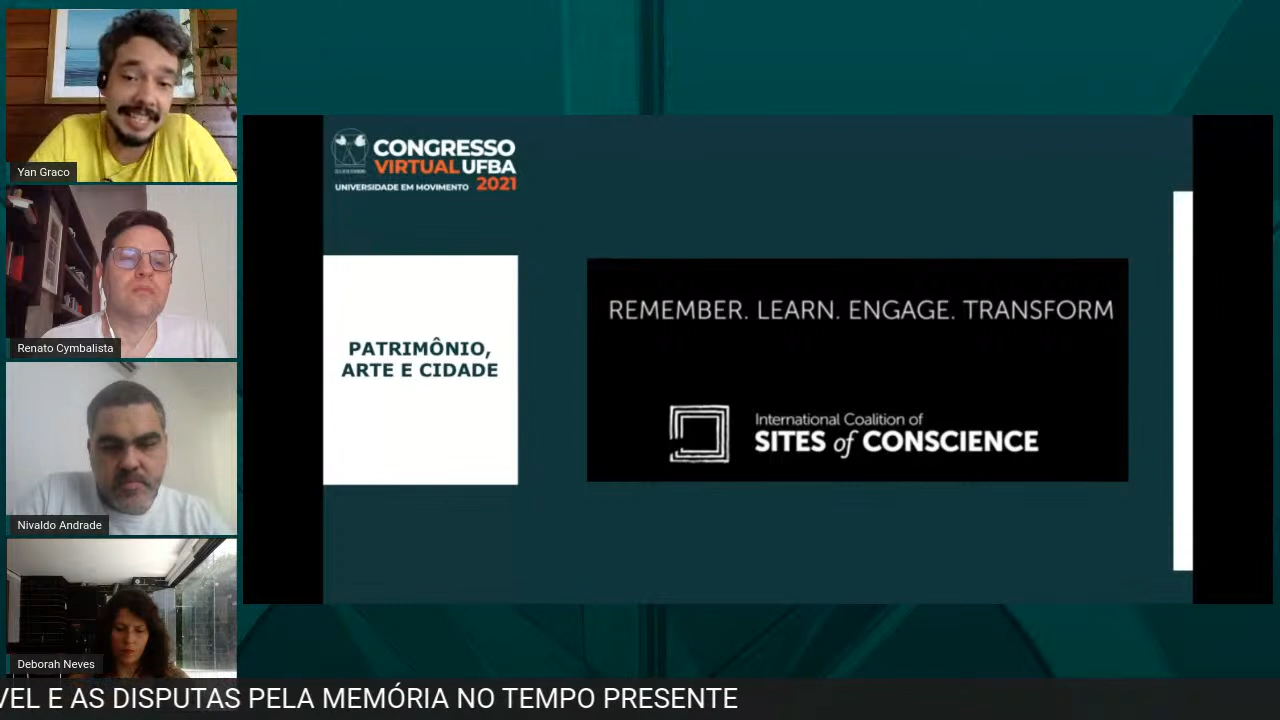 Yan Graco
Renato Cymbalista
Nivaldo Andrade
Deborah Neves
CONGRESSO
VIRTUAL UFBA
UNIVERSIDADE EM MOVIMENTO 2021
PATRIMÔNIO,
ARTE E CIDADE
REMEMBER. LEARN. ENGAGE. TRANSFORM
International Coalition of
SITES of CONSCIENCE
VEL E AS DISPUTAS PELA MEMÓRIA NO TEMPO PRESENTE